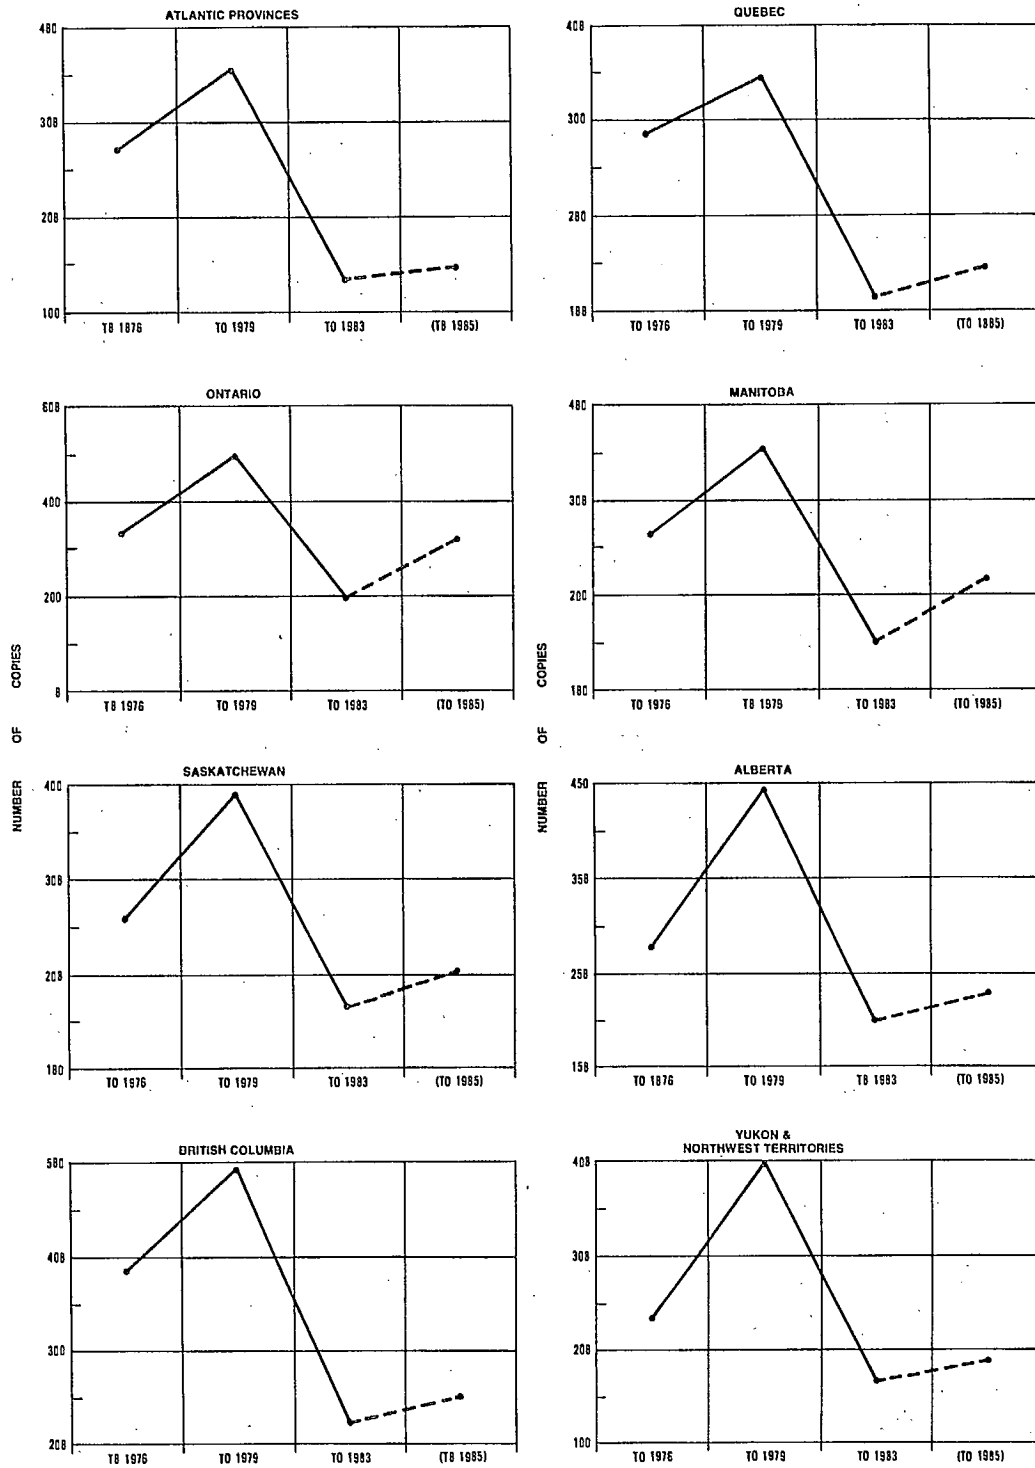 ATLANTIC PROVINCES
480
308
208
100
T8 1876 TO 1979 TO 1983 (T8 1985)
QUEBEC
408
300
280
188
TO 1976 TO 1979 TO 1983 (TO 1885)
ONTARIO
608
400
200
8
T8 1976 TO 1979 TO 1983 (TO 1985)
MANITOBA
480
308
200
180
TO 1976 T8 1979 TO 1983 (TO 1985)
NUMBER OF COPIES
NUMBER OF COPIES
SASKATCHEWAN
400
308
208
180
TO 1976 TO 1979 TO 1983 (TO 1985)
ALBERTA
450
358
258
158
TO 1876 TO 1979 T8 1983 (TO 1985)
BRITISH COLUMBIA
580
408
300
208
T8 1976 TO 1979 TO 1983 (T8 1985)
YUKON &
NORTHWEST TERRITORIES
408
308
208
100
TO 1976 TO 1979 TO 1983 (TO 1985)